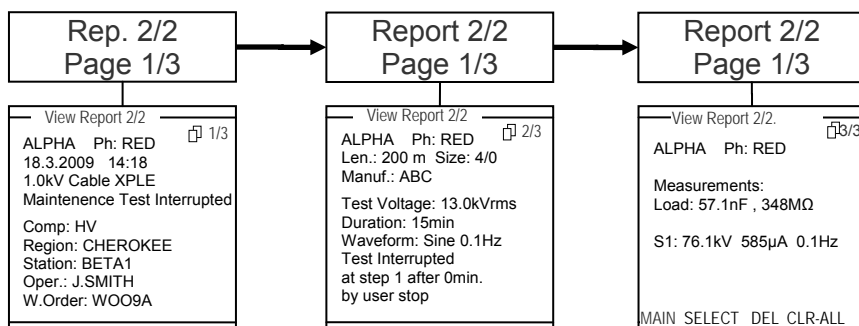 Rep. 2/2
Page 1/3
Report 2/2
Page 1/3
Report 2/2
Page 1/3
View Report 2/2
1/3
ALPHA Ph: RED
18.3.2009 14:18
1.0kV Cable XPLE
Maintenence Test Interrupted
Comp: HV
Region: CHEROKEE
Station: BETA1
Oper.: J.SMITH
W.Order: WOO9A
View Report 2/2
2/3
ALPHA Ph: RED
Len.: 200 m Size: 4/0
Manuf.: ABC
Test Voltage: 13.0kVrms
Duration: 15min
Waveform: Sine 0.1Hz
Test Interrupted
at step 1 after 0min.
by user stop
View Report 2/2.
3/3
ALPHA Ph: RED
Measurements:
Load: 57.1nF , 348MΩ
S1: 76.1kV 585µA 0.1Hz
MAIN SELECT DEL CLR-ALL